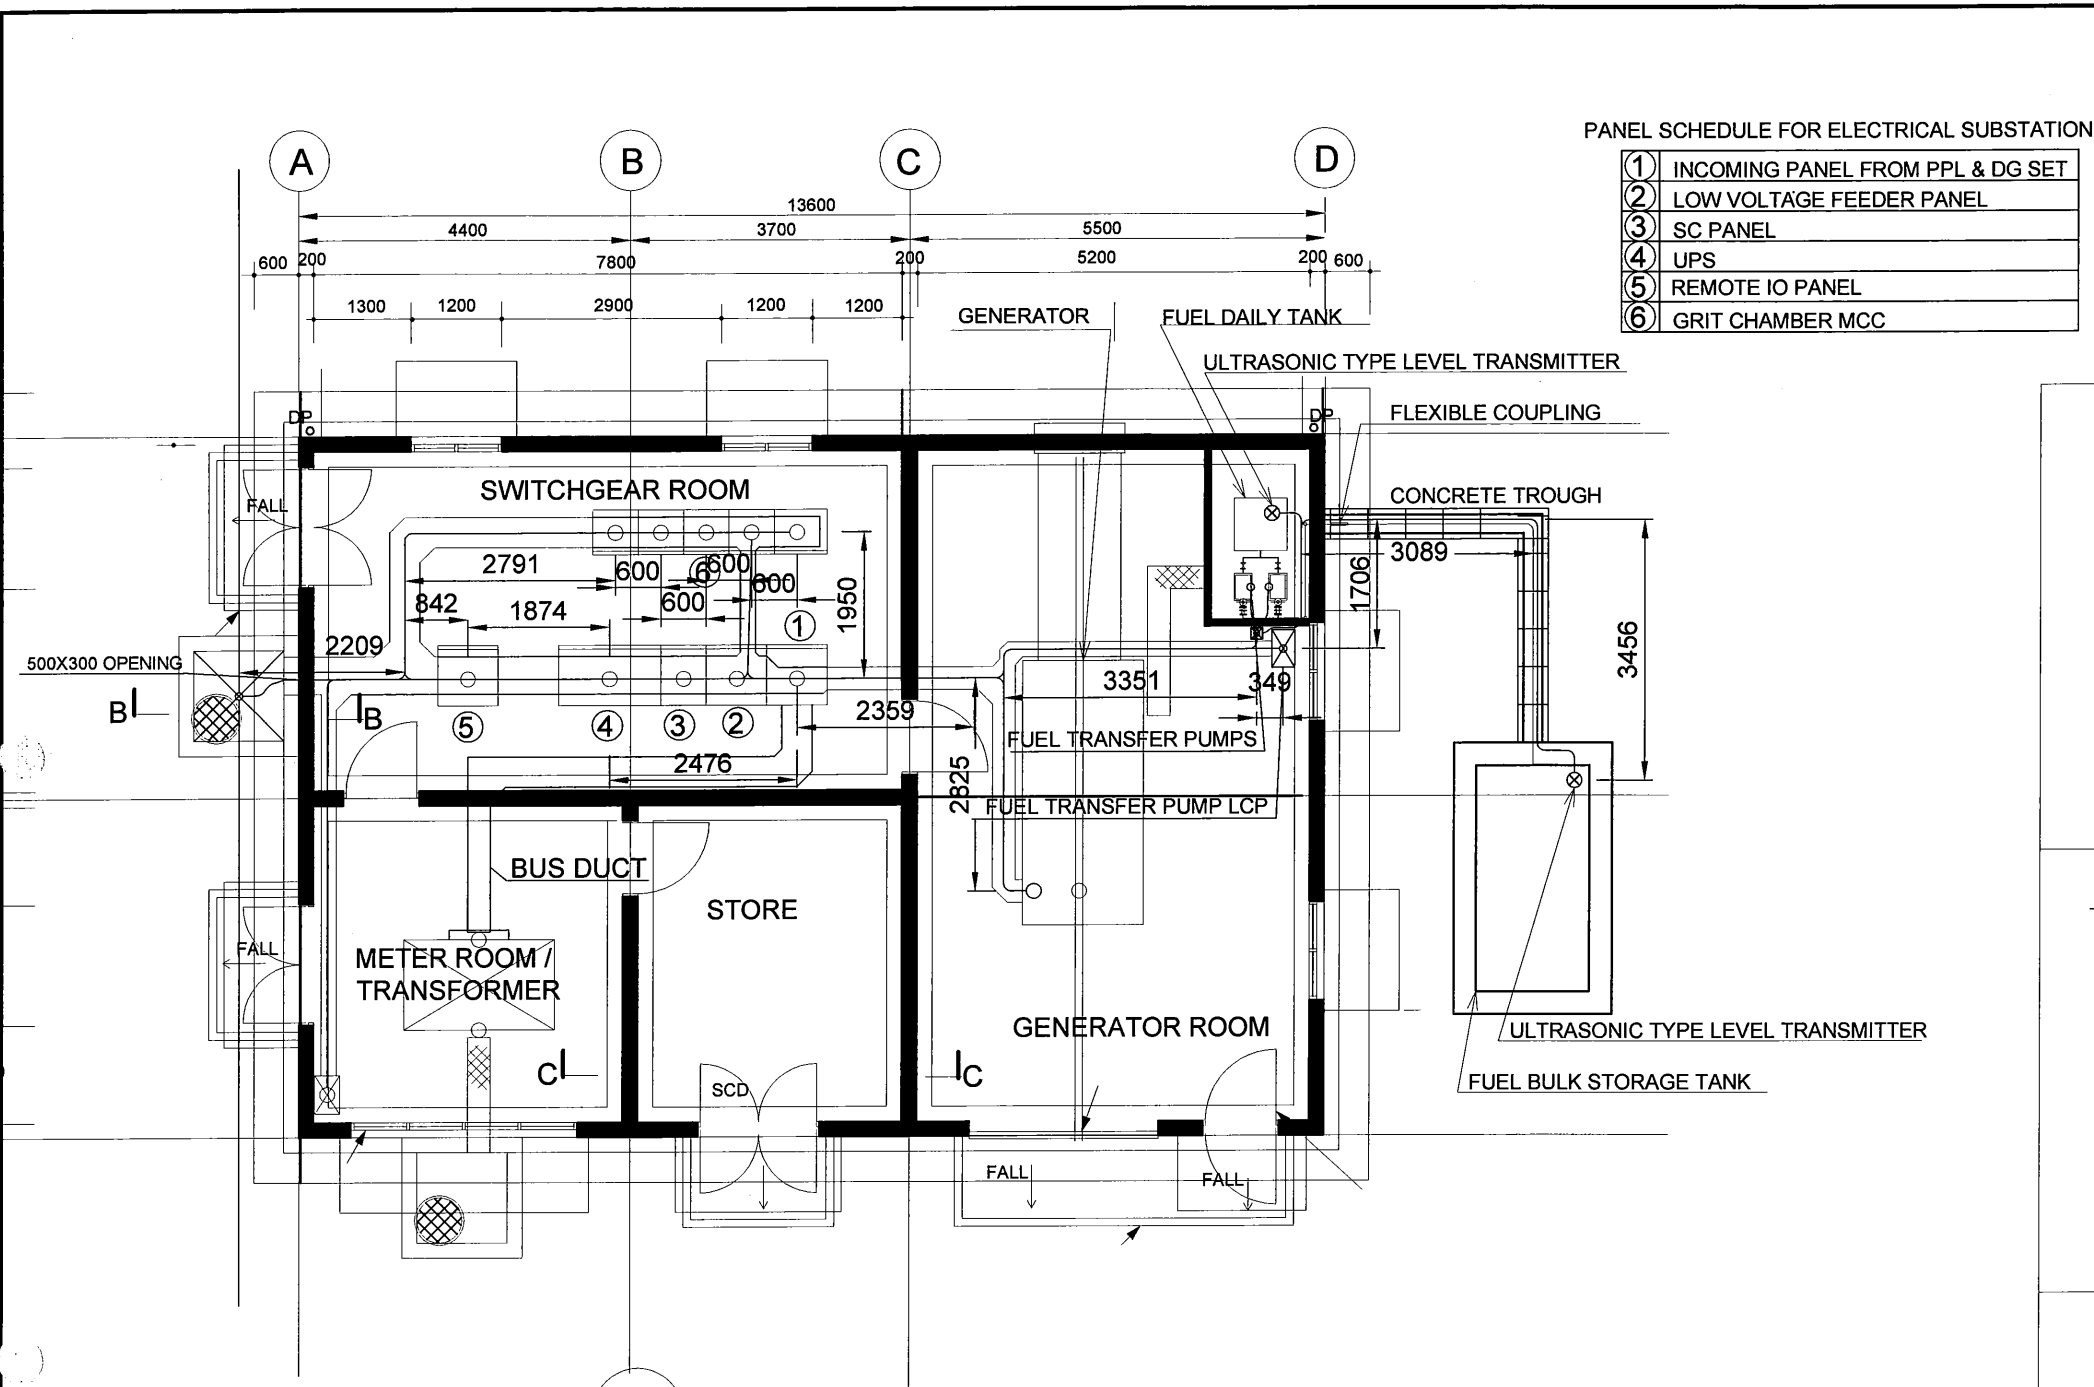 PANEL SCHEDULE FOR ELECTRICAL SUBSTATION
1 INCOMING PANEL FROM PPL & DG SET
2 LOW VOLTAGE FEEDER PANEL
3 SC PANEL
4 UPS
5 REMOTE IO PANEL
6 GRIT CHAMBER MCC
A B C D
13600
4400 3700 5500
600 200 7800 200 5200 200 600
1300 1200 2900 1200 1200
GENERATOR
FUEL DAILY TANK
ULTRASONIC TYPE LEVEL TRANSMITTER
DP
DP
FLEXIBLE COUPLING
SWITCHGEAR ROOM
CONCRETE TROUGH
FALL
2791 600 6 600
600
600
842 1874
1
1950
1706
3089
3456
2209
500X300 OPENING
B
B
5 4 3 2
2359
2476
3351 349
FUEL TRANSFER PUMPS
2825
FUEL TRANSFER PUMP LCP
BUS DUCT
STORE
FALL
METER ROOM /
TRANSFORMER
GENERATOR ROOM
ULTRASONIC TYPE LEVEL TRANSMITTER
C
C
SCD
FUEL BULK STORAGE TANK
FALL
FALL